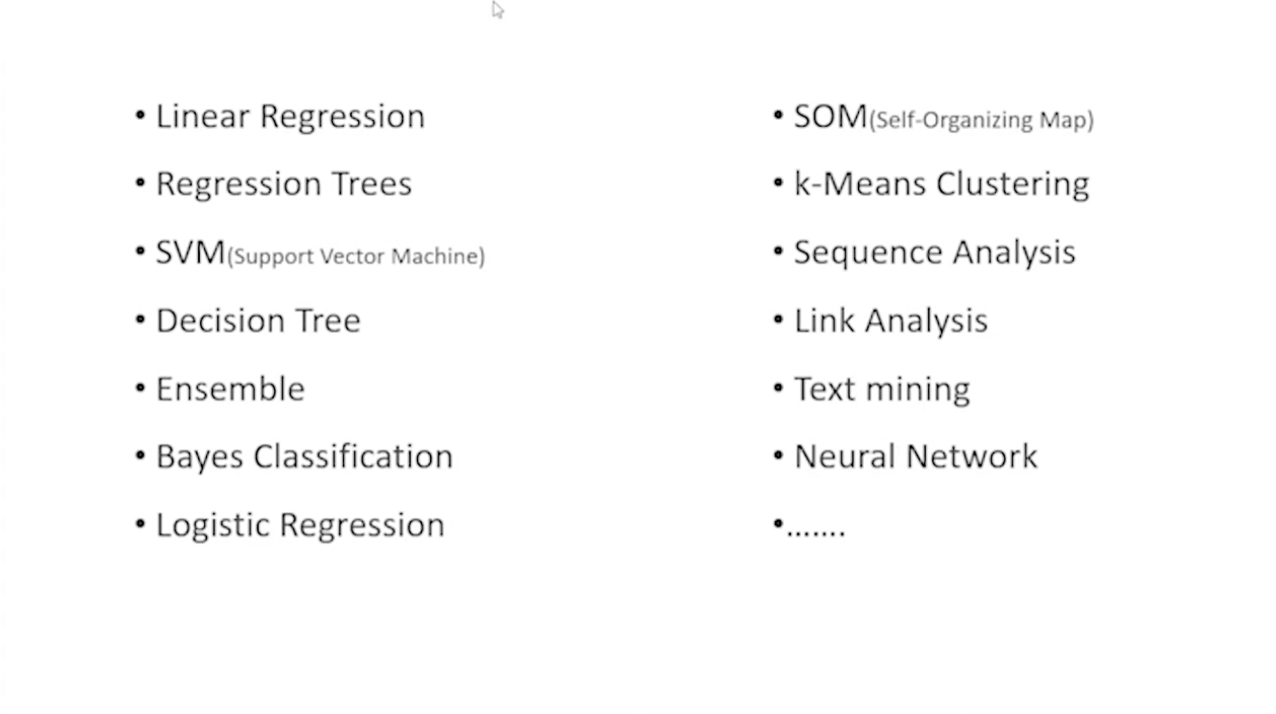 • Linear Regression
• Regression Trees
• SVM(Support Vector Machine)
• Decision Tree
• Ensemble
• Bayes Classification
• Logistic Regression
• SOM(Self-Organizing Map)
• k-Means Clustering
• Sequence Analysis
• Link Analysis
• Text mining
• Neural Network
•.......